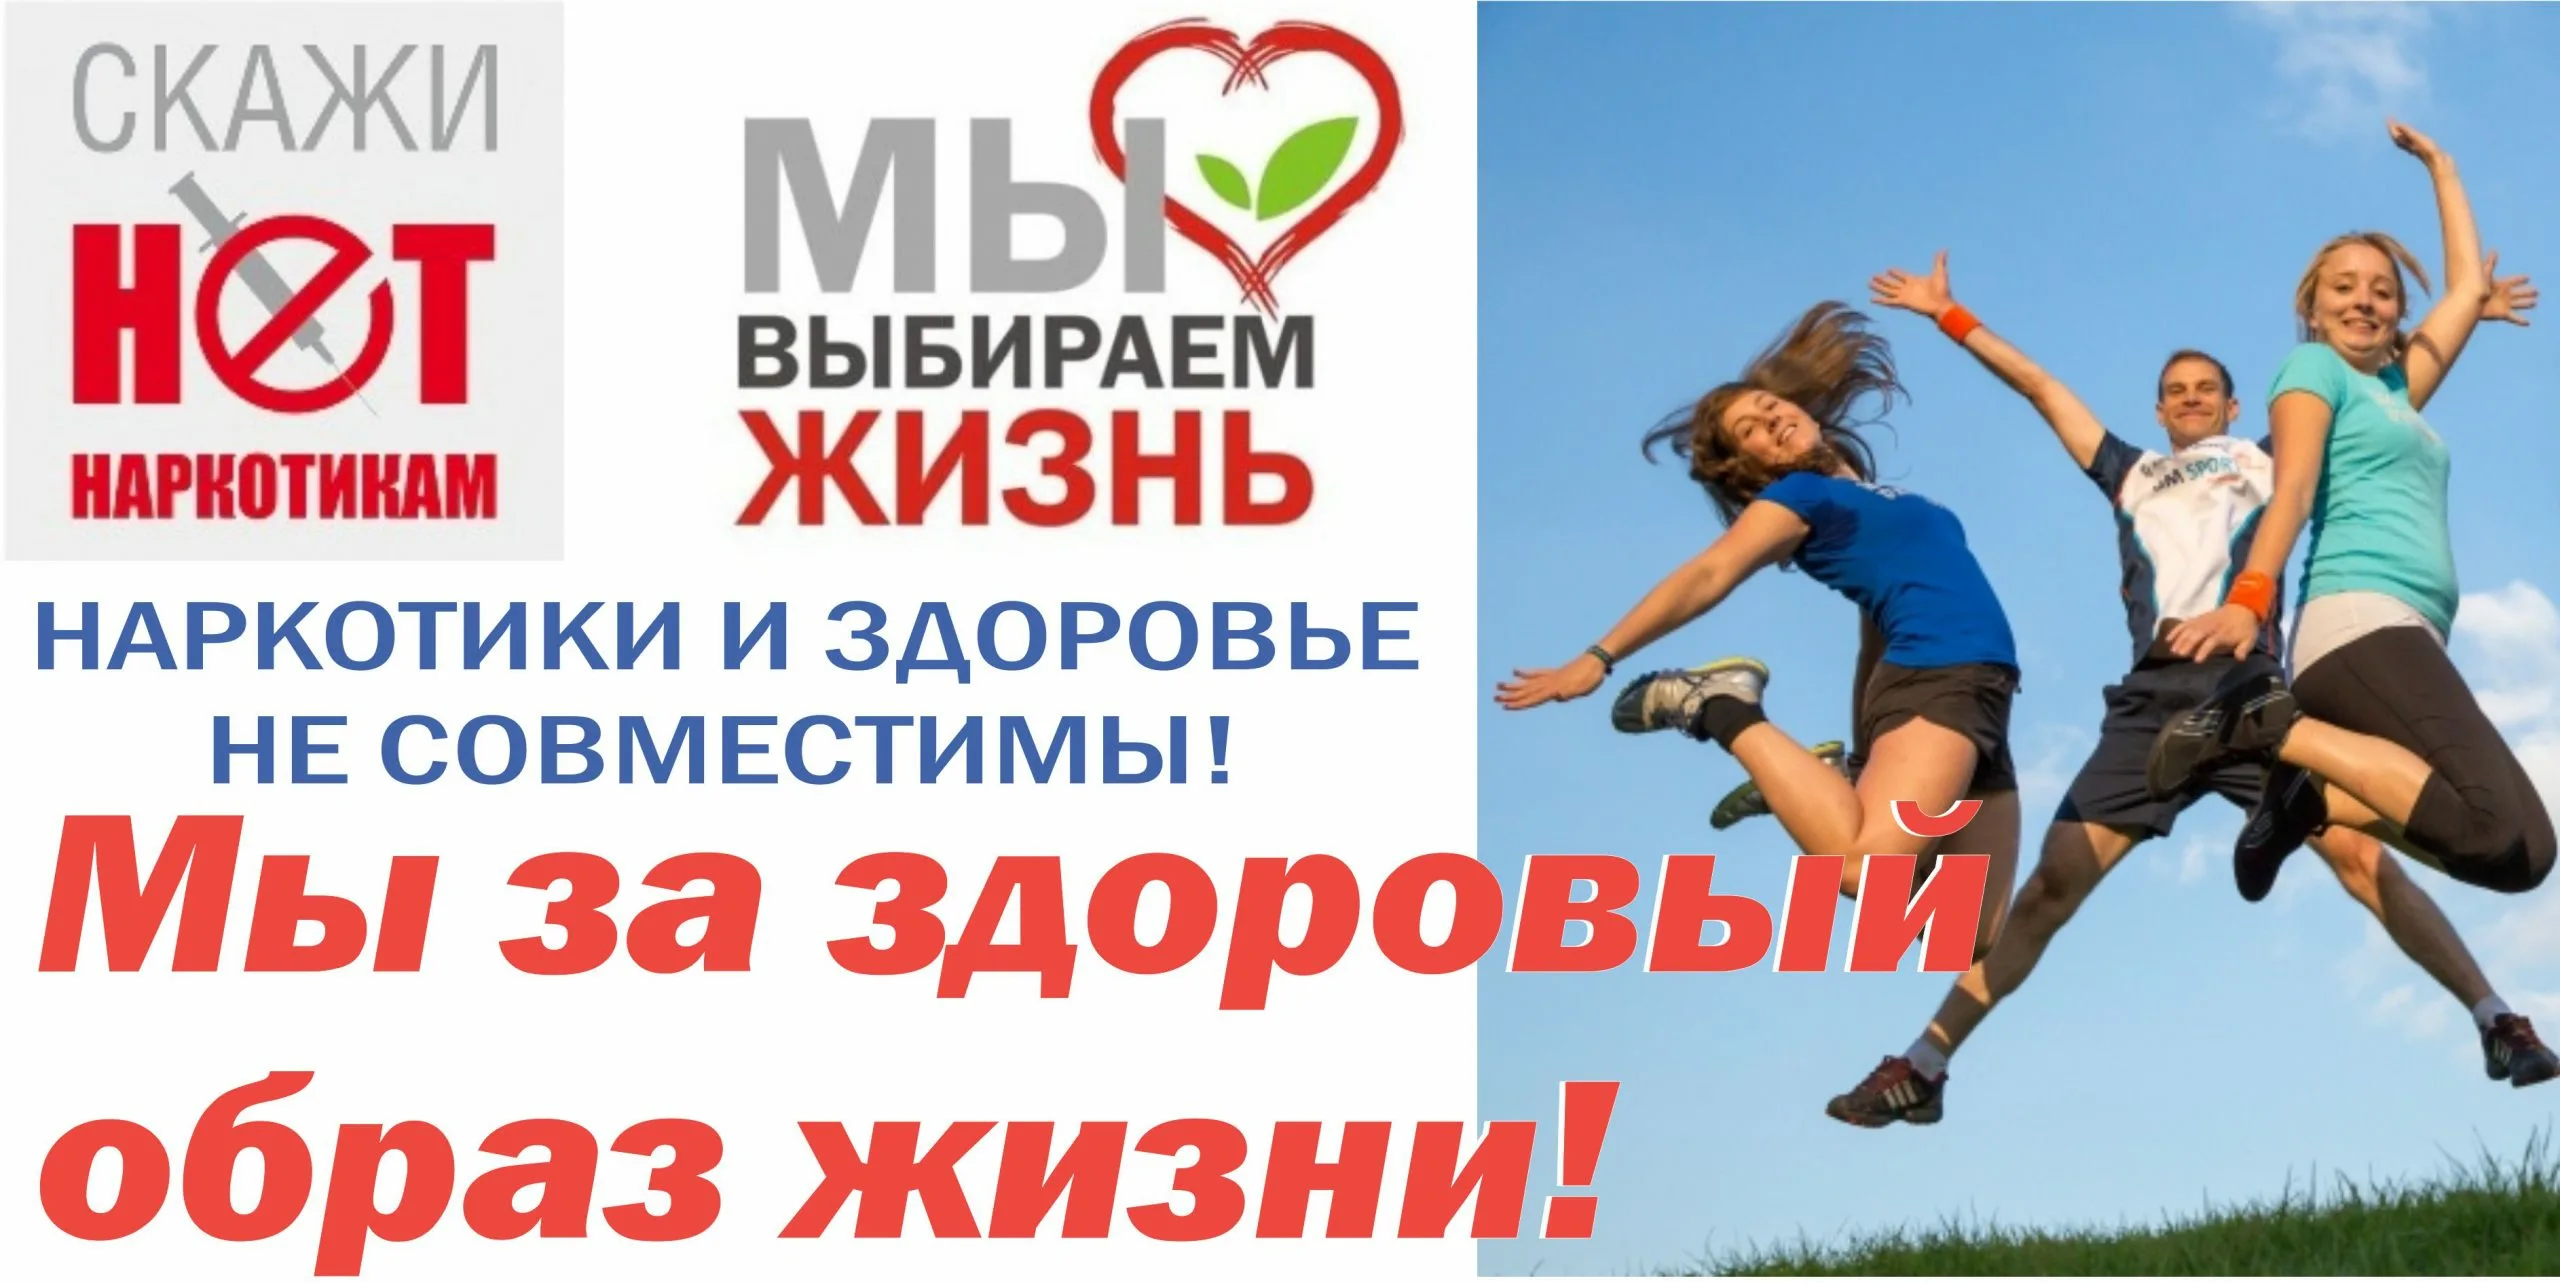 СКАЖИ
НЕТ
НАРКОТИКАМ
МЫ
ВЫБИРАЕМ
ЖИЗНЬ
НАРКОТИКИ И ЗДОРОВЬЕ
НЕ СОВМЕСТИМЫ!
Мы за здоровый
образ жизни!